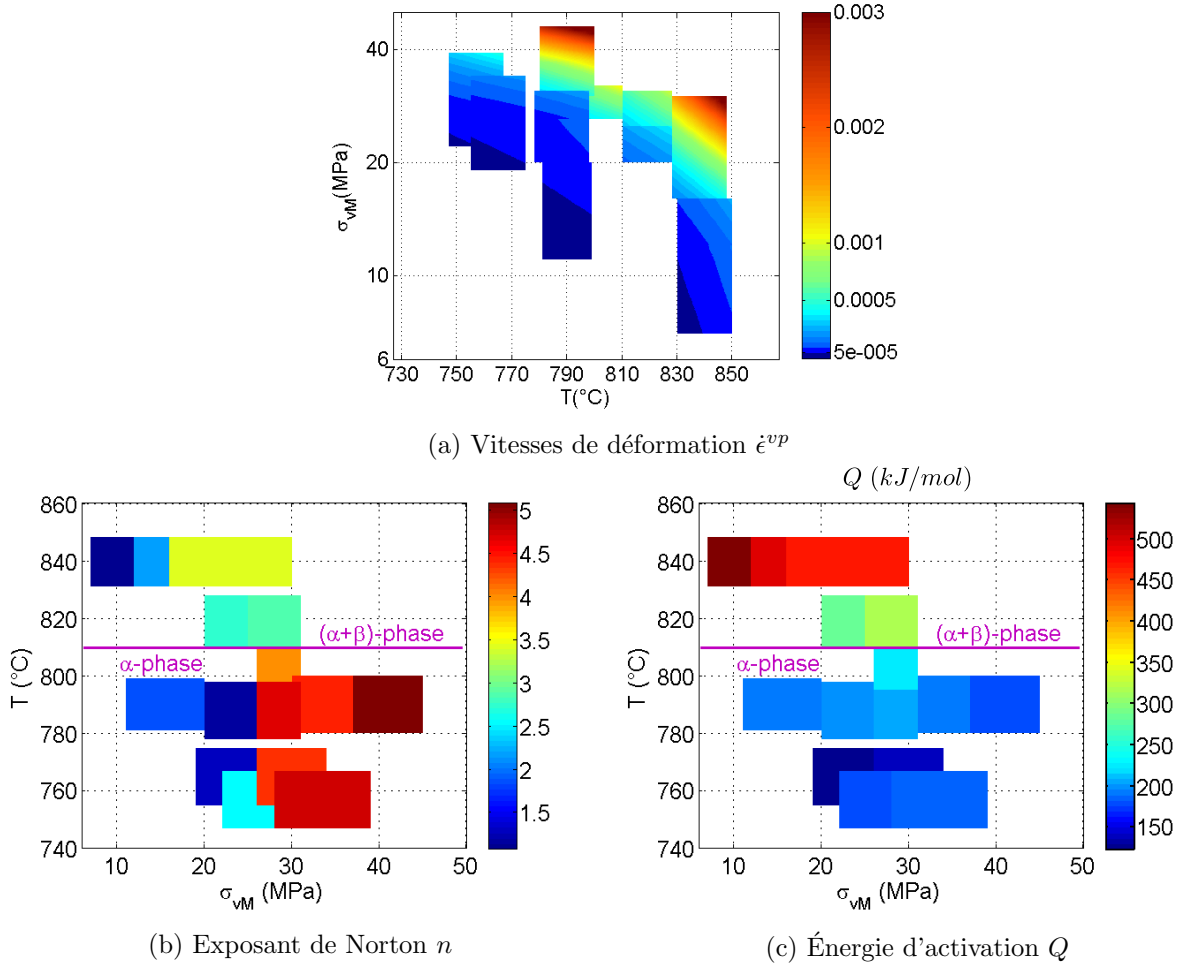 40
20
10
6
σvM(MPa)
730 750 770 790 810 830 850
T(°C)
0.003
0.002
0.001
0.0005
5e-005
(a) Vitesses de déformation ε̇^vp
860
840
820
800
780
760
740
T (°C)
(α+β)-phase
α-phase
10 20 30 40 50
σvM (MPa)
5
4.5
4
3.5
3
2.5
2
1.5
(b) Exposant de Norton n
Q (kJ/mol)
860
840
820
800
780
760
740
T (°C)
(α+β)-phase
α-phase
10 20 30 40 50
σvM (MPa)
500
450
400
350
300
250
200
150
(c) Énergie d'activation Q